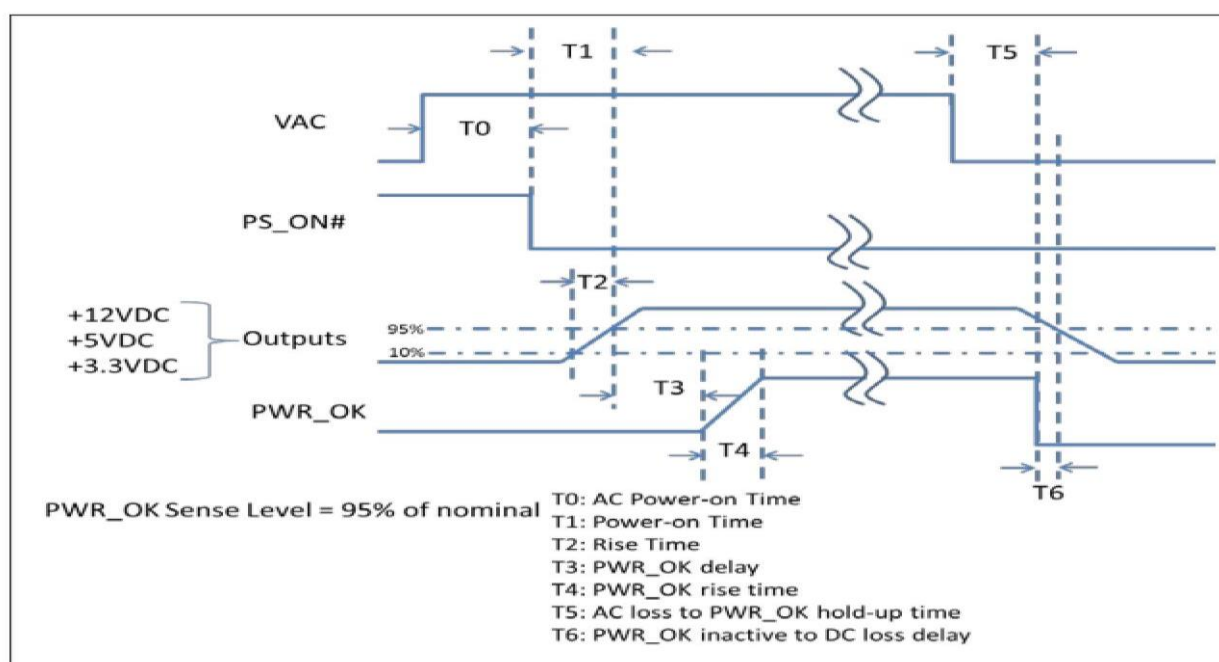 T1
T5
VAC
T0
PS_ON#
T2
+12VDC
+5VDC
+3.3VDC
Outputs
95%
10%
T3
PWR_OK
T4
T6
PWR_OK Sense Level = 95% of nominal
T0: AC Power-on Time
T1: Power-on Time
T2: Rise Time
T3: PWR_OK delay
T4: PWR_OK rise time
T5: AC loss to PWR_OK hold-up time
T6: PWR_OK inactive to DC loss delay